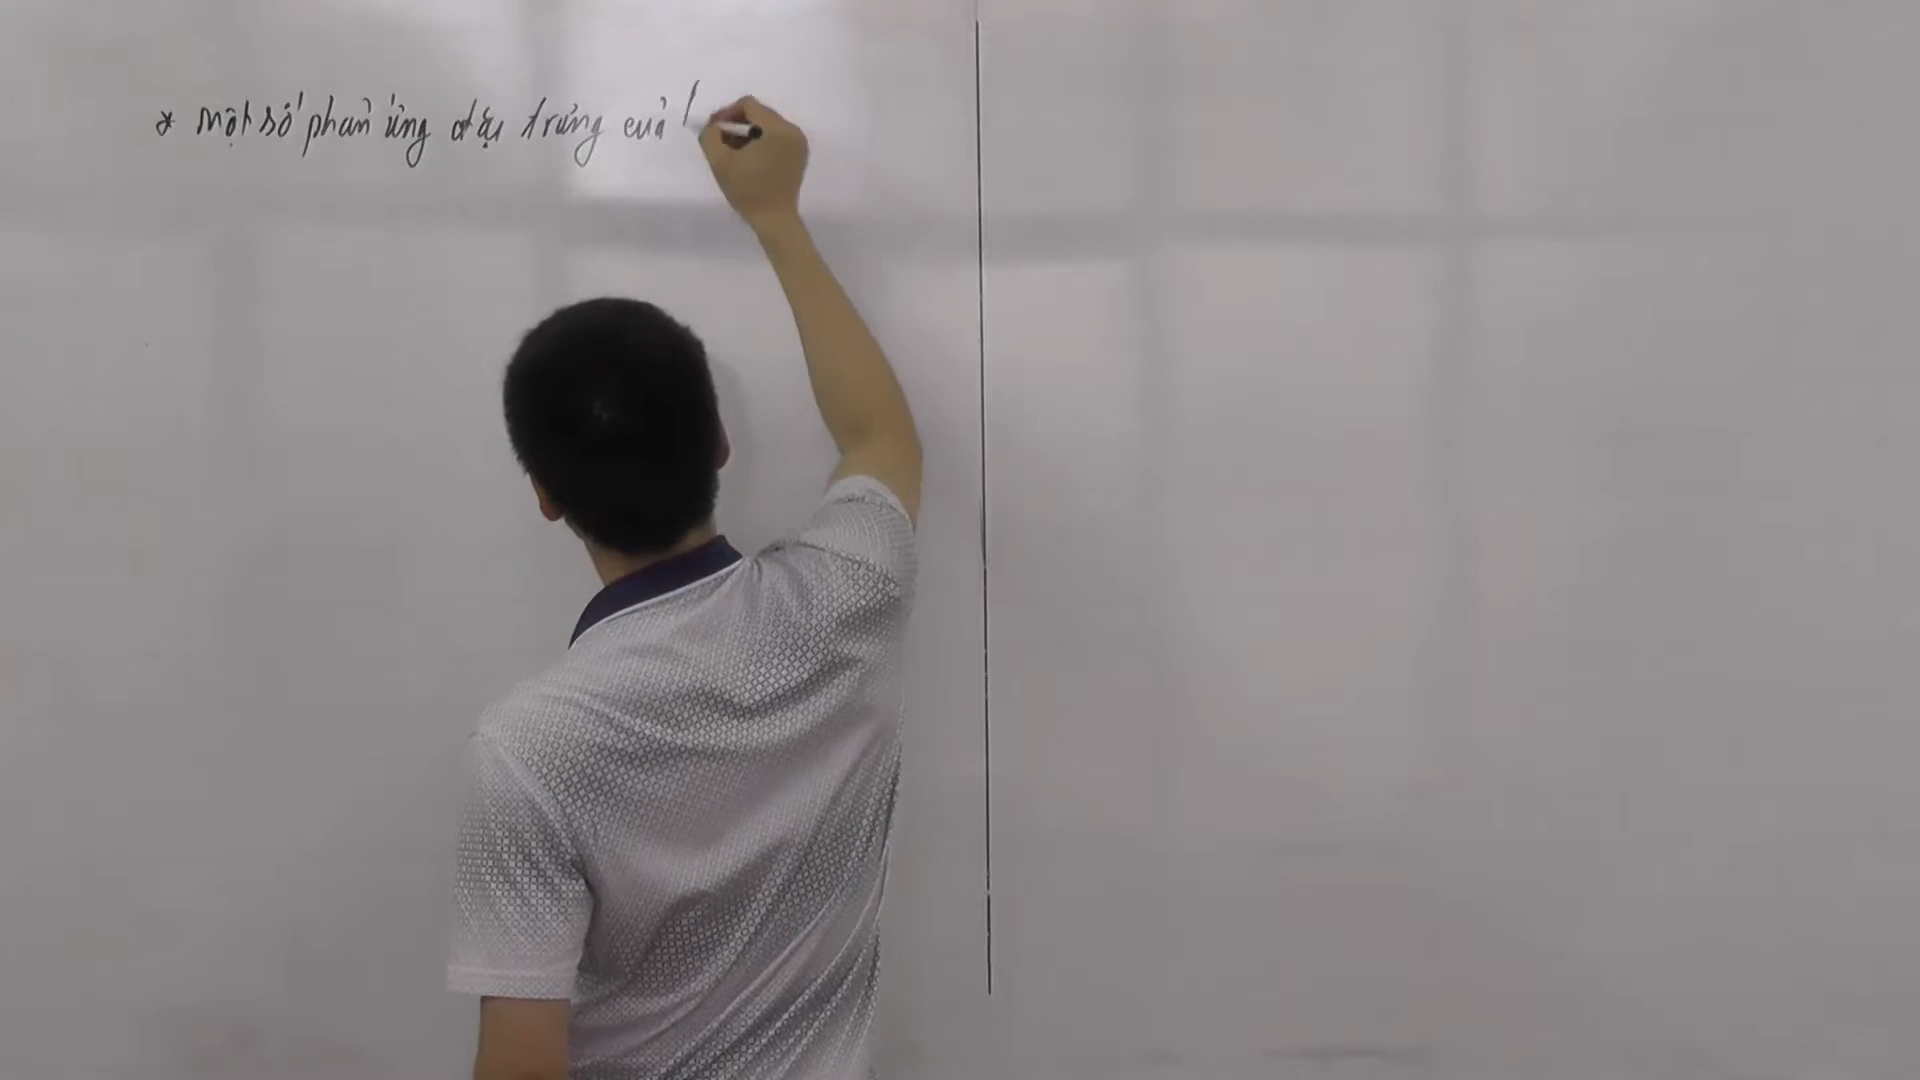 * Một số phản ứng đặc trưng của